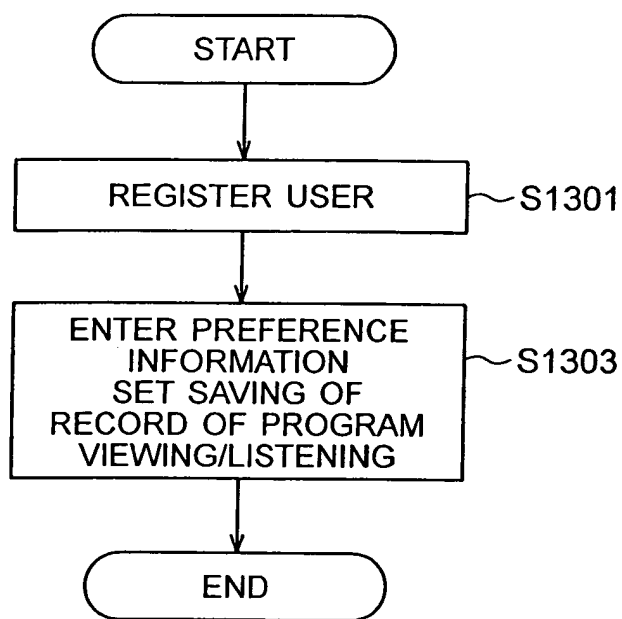 START
REGISTER USER
S1301
ENTER PREFERENCE
INFORMATION
SET SAVING OF
RECORD OF PROGRAM
VIEWING/LISTENING
S1303
END